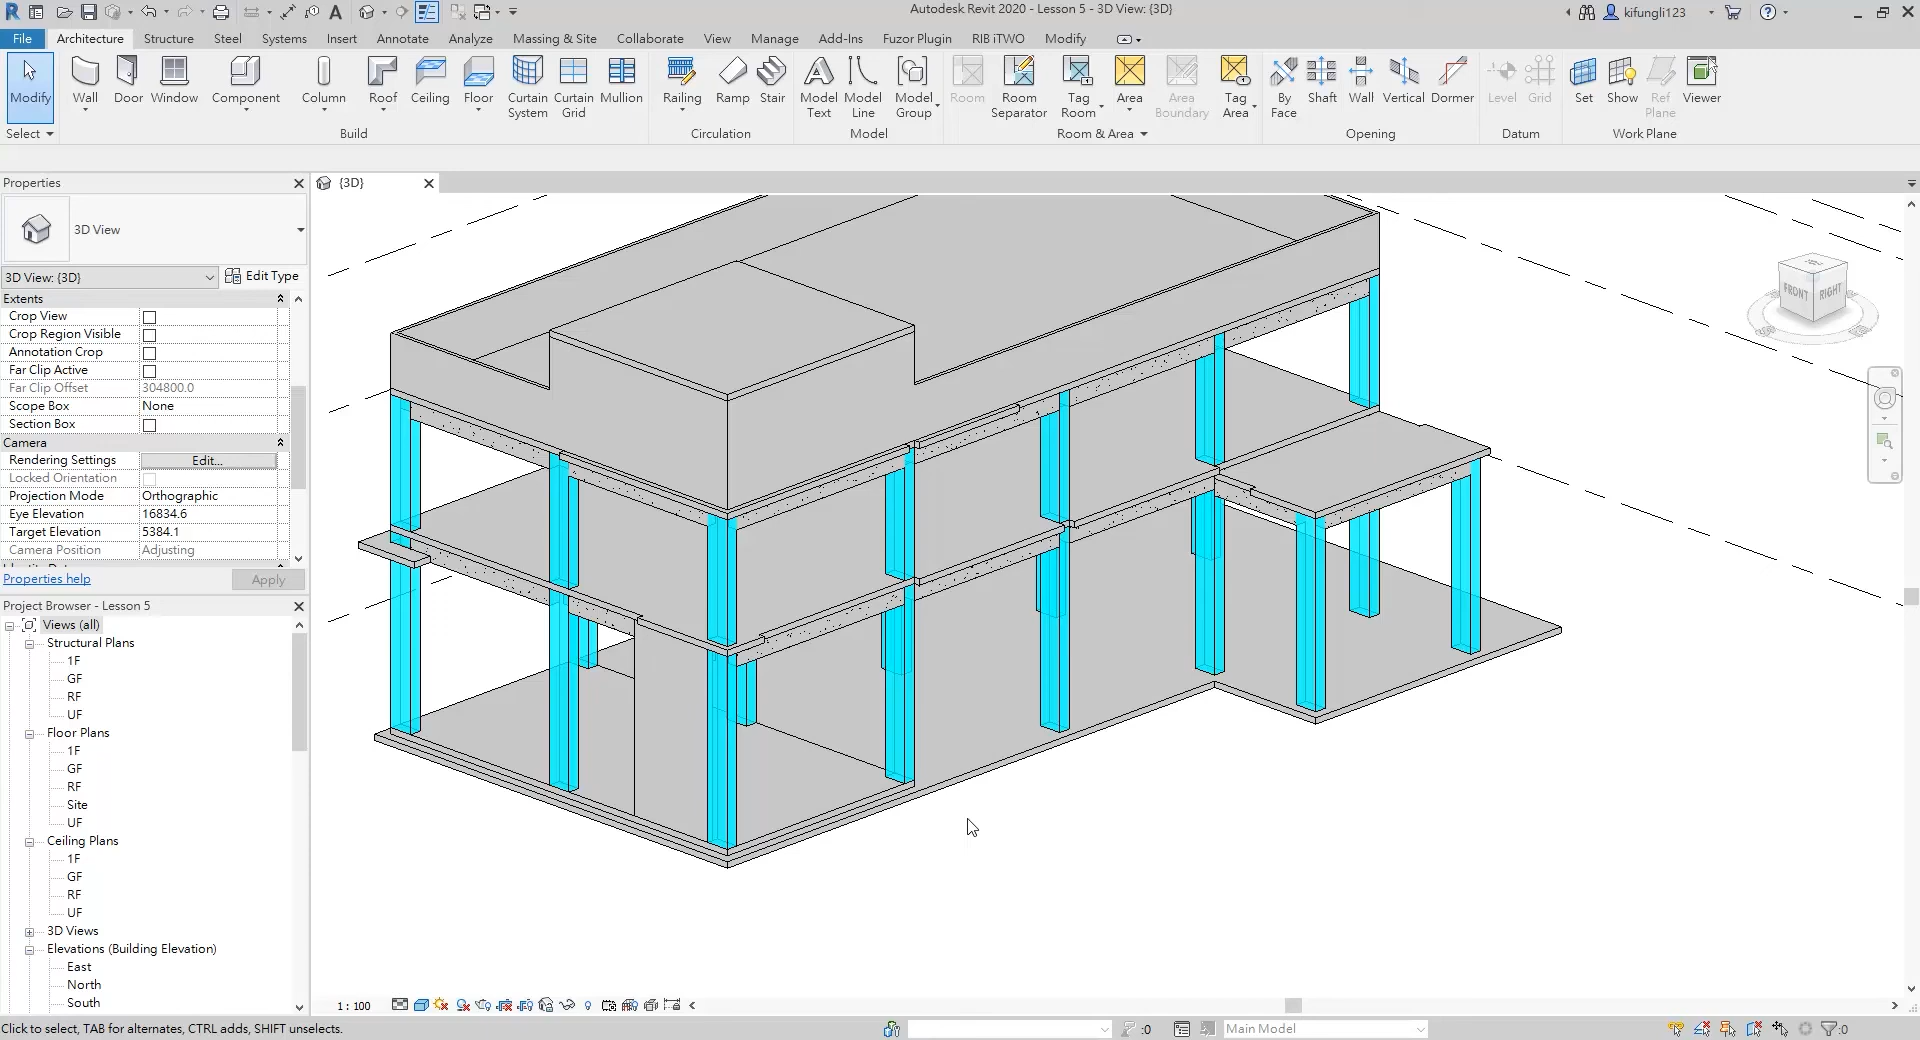 Autodesk Revit 2020 - Lesson 5 - 3D View: {3D}
kifungli123
File
Architecture
Structure
Steel
Systems
Insert
Annotate
Analyze
Massing & Site
Collaborate
View
Manage
Add-Ins
Fuzor Plugin
RIB iTWO
Modify
Modify
Wall
Door
Window
Component
Column
Roof
Ceiling
Floor
Curtain System
Curtain Grid
Mullion
Railing
Ramp
Stair
Model Text
Model Line
Model Group
Room
Room Separator
Tag Room
Area
Area Boundary
Tag Area
By Face
Shaft
Wall
Vertical
Dormer
Level
Grid
Set
Show
Ref Plane
Viewer
Select
Build
Circulation
Model
Room & Area
Opening
Datum
Work Plane
Properties
{3D}
3D View
3D View: {3D}
Edit Type
Extents
Crop View
Crop Region Visible
Annotation Crop
Far Clip Active
Far Clip Offset 304800.0
Scope Box None
Section Box
Camera
Rendering Settings Edit...
Locked Orientation
Projection Mode Orthographic
Eye Elevation 16834.6
Target Elevation 5384.1
Camera Position Adjusting
Properties help
Apply
Project Browser - Lesson 5
Views (all)
Structural Plans
1F
GF
RF
UF
Floor Plans
1F
GF
RF
Site
UF
Ceiling Plans
1F
GF
RF
UF
3D Views
Elevations (Building Elevation)
East
North
South
FRONT
RIGHT
1 : 100
Click to select, TAB for alternates, CTRL adds, SHIFT unselects.
:0
Main Model
:0